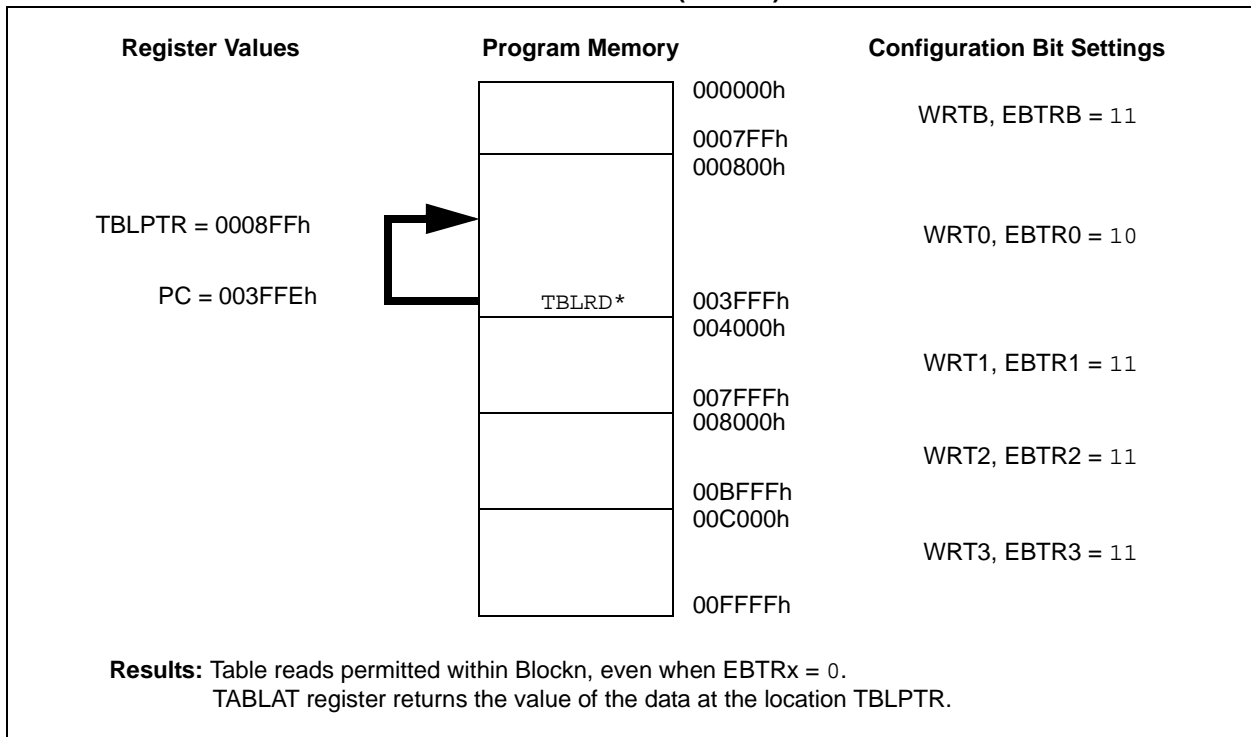 Register Values Program Memory Configuration Bit Settings
000000h
WRTB, EBTRB = 11
0007FFh
000800h
TBLPTR = 0008FFh
WRT0, EBTR0 = 10
PC = 003FFEh
TBLRD*
003FFFh
004000h
WRT1, EBTR1 = 11
007FFFh
008000h
WRT2, EBTR2 = 11
00BFFFh
00C000h
WRT3, EBTR3 = 11
00FFFFh
Results: Table reads permitted within Blockn, even when EBTRx = 0.
TABLAT register returns the value of the data at the location TBLPTR.